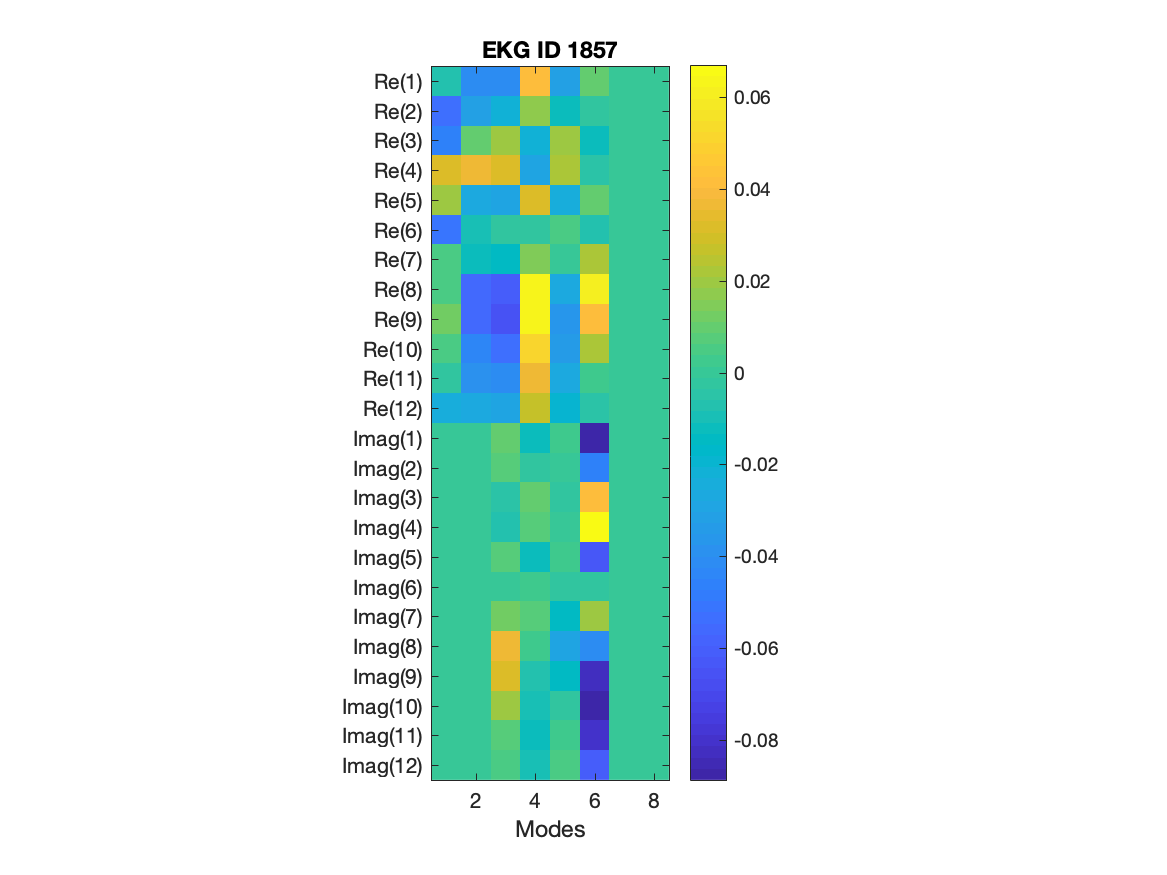 EKG ID 1857
Re(1)
Re(2)
Re(3)
Re(4)
Re(5)
Re(6)
Re(7)
Re(8)
Re(9)
Re(10)
Re(11)
Re(12)
Imag(1)
Imag(2)
Imag(3)
Imag(4)
Imag(5)
Imag(6)
Imag(7)
Imag(8)
Imag(9)
Imag(10)
Imag(11)
Imag(12)
2 4 6 8
Modes
0.06
0.04
0.02
0
-0.02
-0.04
-0.06
-0.08